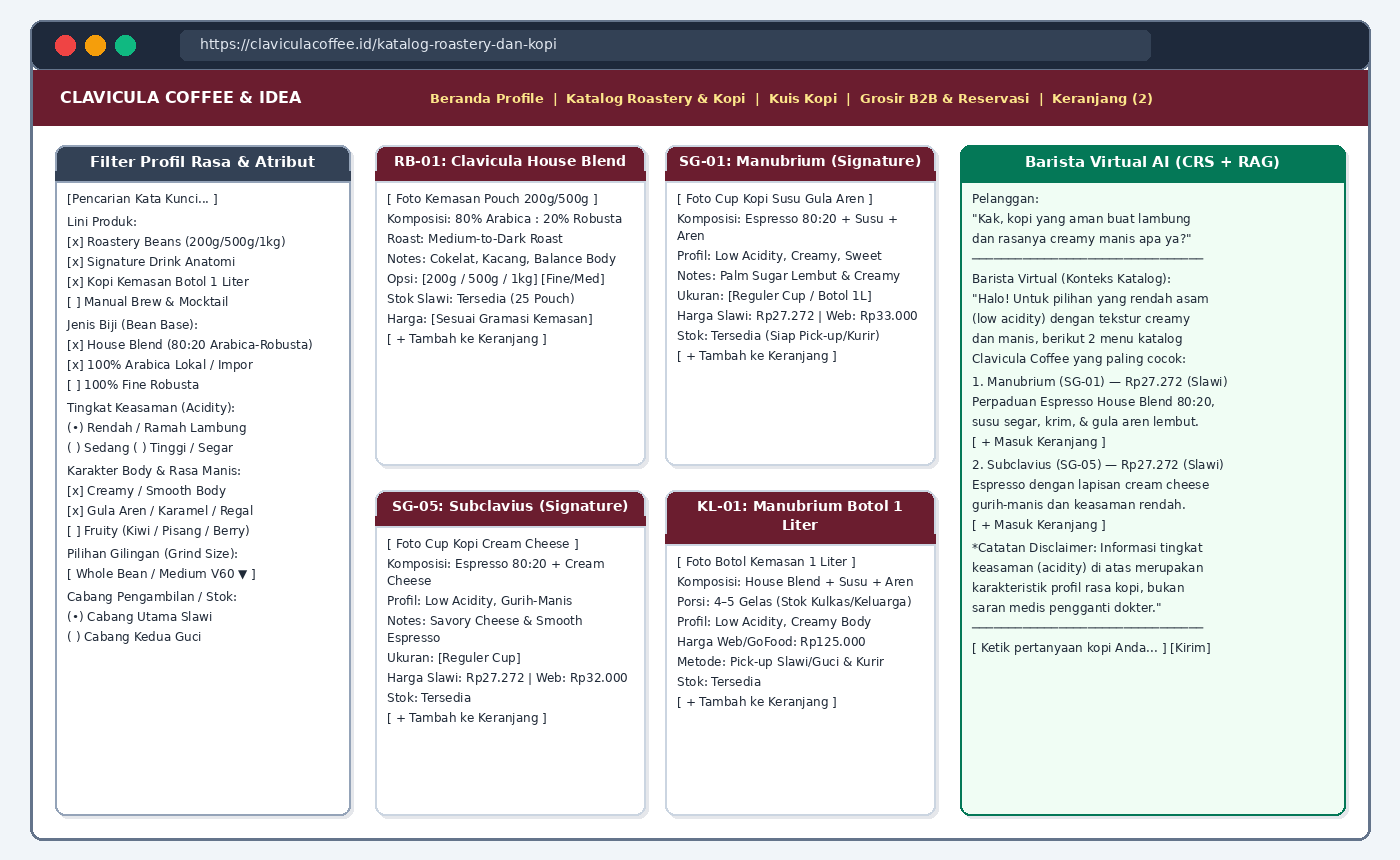 https://claviculacoffee.id/katalog-roastery-dan-kopi
CLAVICULA COFFEE & IDEA
Beranda Profile | Katalog Roastery & Kopi | Kuis Kopi | Grosir B2B & Reservasi | Keranjang (2)
Filter Profil Rasa & Atribut
[Pencarian Kata Kunci... ]
Lini Produk:
[x] Roastery Beans (200g/500g/1kg)
[x] Signature Drink Anatomi
[x] Kopi Kemasan Botol 1 Liter
[ ] Manual Brew & Mocktail
Jenis Biji (Bean Base):
[x] House Blend (80:20 Arabica-Robusta)
[x] 100% Arabika Lokal / Impor
[ ] 100% Fine Robusta
Tingkat Keasaman (Acidity):
(•) Rendah / Ramah Lambung
( ) Sedang ( ) Tinggi / Segar
Karakter Body & Rasa Manis:
[x] Creamy / Smooth Body
[x] Gula Aren / Karamel / Regal
[ ] Fruity (Kiwi / Pisang / Berry)
Pilihan Gilingan (Grind Size):
[ Whole Bean / Medium V60 ▼ ]
Cabang Pengambilan / Stok:
(•) Cabang Utama Slawi
( ) Cabang Kedua Guci
RB-01: Clavicula House Blend
[ Foto Kemasan Pouch 200g/500g ]
Komposisi: 80% Arabica : 20% Robusta
Roast: Medium-to-Dark Roast
Notes: Cokelat, Kacang, Balance Body
Opsi: [200g / 500g / 1kg] [Fine/Med]
Stok Slawi: Tersedia (25 Pouch)
Harga: [Sesuai Gramasi Kemasan]
[ + Tambah ke Keranjang ]
SG-01: Manubrium (Signature)
[ Foto Cup Kopi Susu Gula Aren ]
Komposisi: Espresso 80:20 + Susu +
Aren
Profil: Low Acidity, Creamy, Sweet
Notes: Palm Sugar Lembut & Creamy
Ukuran: [Reguler Cup / Botol 1L]
Harga Slawi: Rp27.272 | Web: Rp33.000
Stok: Tersedia (Siap Pick-up/Kurir)
[ + Tambah ke Keranjang ]
SG-05: Subclavius (Signature)
[ Foto Cup Kopi Cream Cheese ]
Komposisi: Espresso 80:20 + Cream
Cheese
Profil: Low Acidity, Gurih-Manis
Notes: Savory Cheese & Smooth
Espresso
Ukuran: [Reguler Cup]
Harga Slawi: Rp27.272 | Web: Rp32.000
Stok: Tersedia
[ + Tambah ke Keranjang ]
KL-01: Manubrium Botol 1
Liter
[ Foto Botol Kemasan 1 Liter ]
Komposisi: House Blend + Susu + Aren
Porsi: 4–5 Gelas (Stok Kulkas/Keluarga)
Profil: Low Acidity, Creamy Body
Harga Web/GoFood: Rp125.000
Metode: Pick-up Slawi/Guci & Kurir
Stok: Tersedia
[ + Tambah ke Keranjang ]
Barista Virtual AI (CRS + RAG)
Pelanggan:
"Kak, kopi yang aman buat lambung
dan rasanya creamy manis apa ya?"
Barista Virtual (Konteks Katalog):
"Halo! Untuk pilihan yang rendah asam
(low acidity) dengan tekstur creamy
dan manis, berikut 2 menu katalog
Clavicula Coffee yang paling cocok:
1. Manubrium (SG-01) — Rp27.272 (Slawi)
Perpaduan Espresso House Blend 80:20,
susu segar, krim, & gula aren lembut.
[ + Masuk Keranjang ]
2. Subclavius (SG-05) — Rp27.272 (Slawi)
Espresso dengan lapisan cream cheese
gurih-manis dan keasaman rendah.
[ + Masuk Keranjang ]
*Catatan Disclaimer: Informasi tingkat
keasaman (acidity) di atas merupakan
karakteristik profil rasa kopi, bukan
saran medis pengganti dokter."
[ Ketik pertanyaan kopi Anda... ] [Kirim]